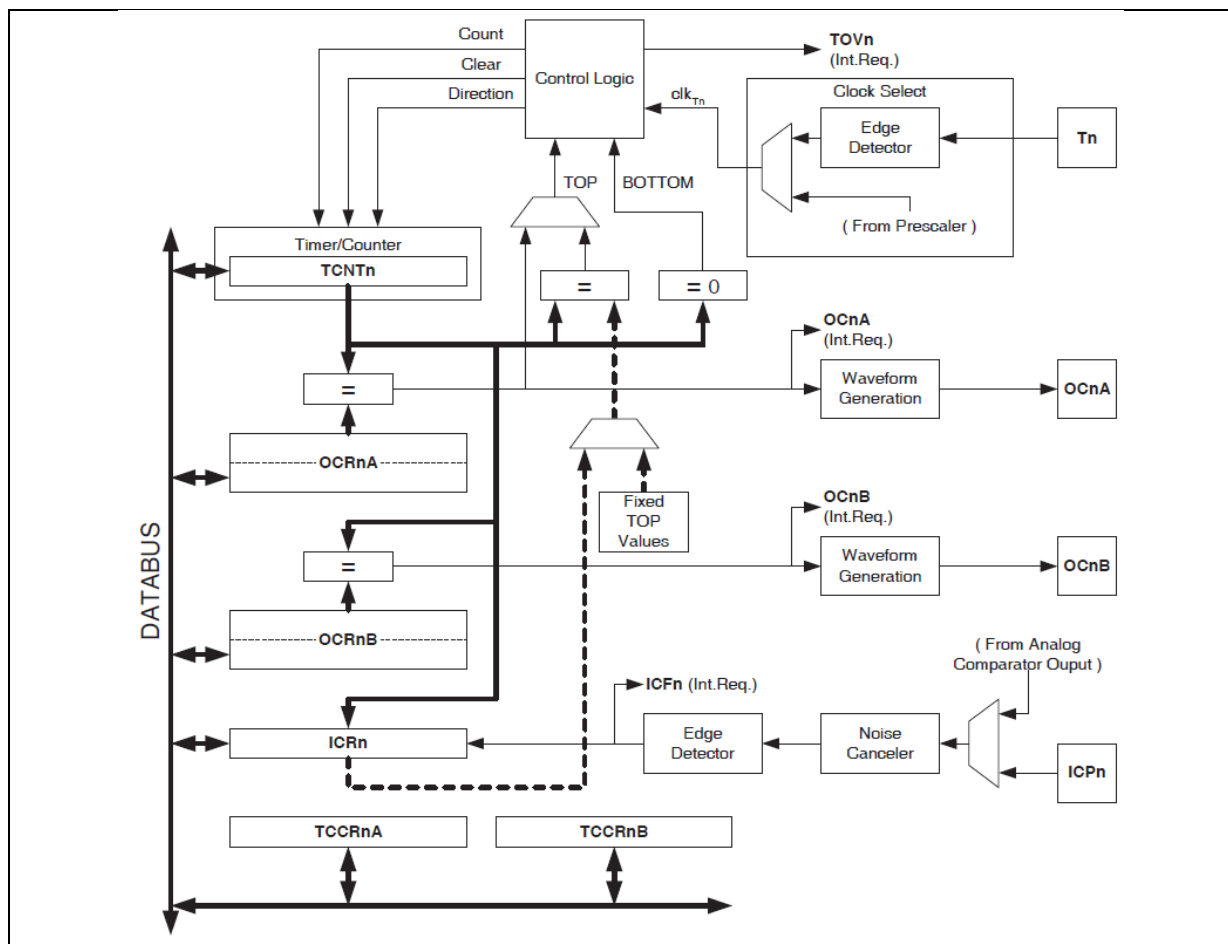 Count
Clear
Direction
Control Logic
TOVn
(Int.Req.)
clkTn
Clock Select
Edge
Detector
Tn
( From Prescaler )
TOP
BOTTOM
Timer/Counter
TCNTn
=
= 0
OCnA
(Int.Req.)
=
Waveform
Generation
OCnA
OCRnA
Fixed
TOP
Values
OCnB
(Int.Req.)
=
Waveform
Generation
OCnB
DATABUS
OCRnB
( From Analog
Comparator Ouput )
ICFn (Int.Req.)
ICRn
Edge
Detector
Noise
Canceler
ICPn
TCCRnA
TCCRnB